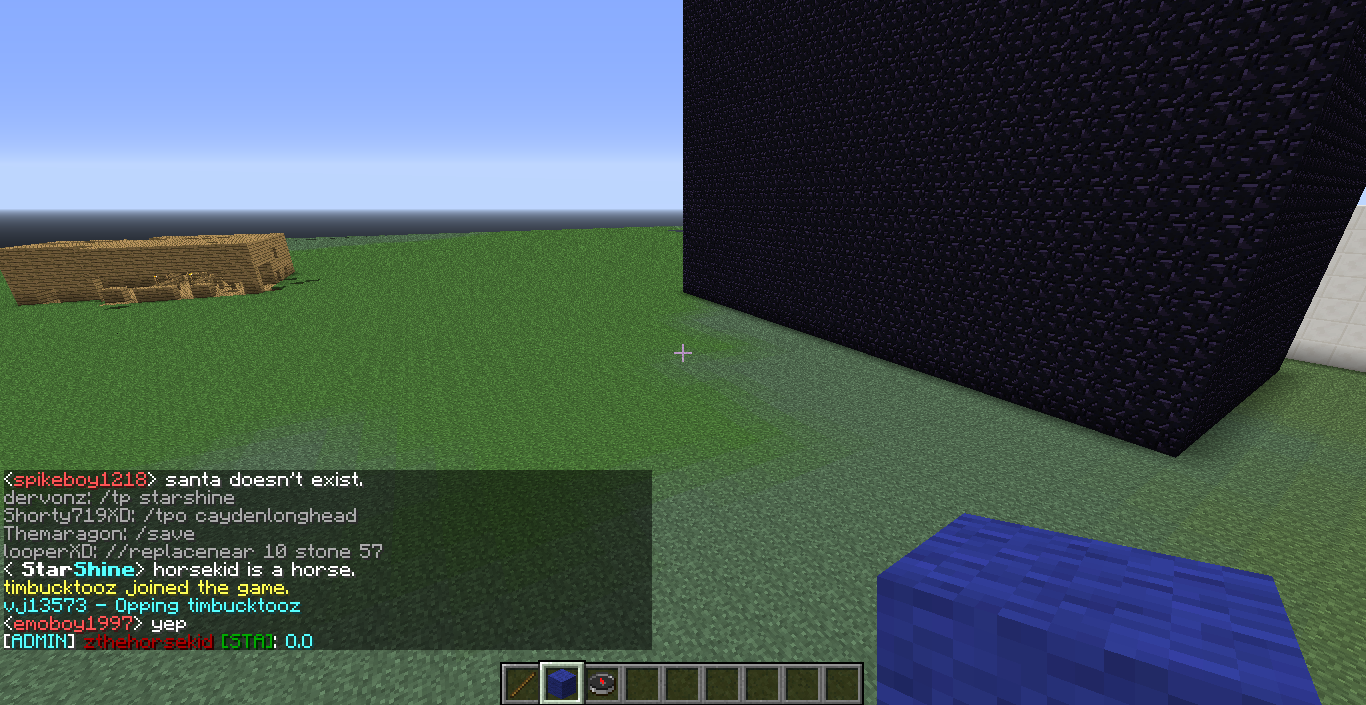 <spikeboy1218> santa doesn't exist.
dervonz: /tp starshine
Shorty719XD: /tpo caydenlonghead
Themaragon: /save
looperXD: //replacenear 10 stone 57
< StarShine> horsekid is a horse.
timbucktooz joined the game.
vj13573 - Opping timbucktooz
<emoboy1997> yep
[ADMIN] zthehorsekid [STA]: 0.0